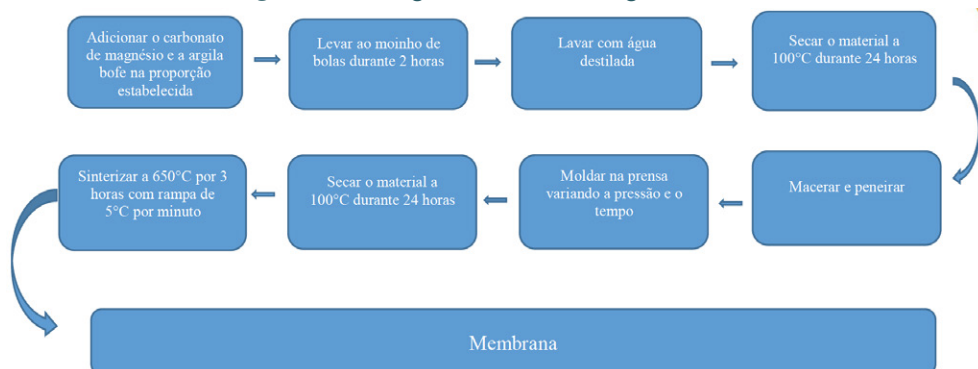 Adicionar o carbonato
de magnésio e a argila
bofe na proporção
estabelecida
Levar ao moinho de
bolas durante 2 horas
Lavar com água
destilada
Secar o material a
100°C durante 24 horas
Macerar e peneirar
Moldar na prensa
variando a pressão e o
tempo
Secar o material a
100°C durante 24 horas
Sinterizar a 650°C por 3
horas com rampa de
5°C por minuto
Membrana